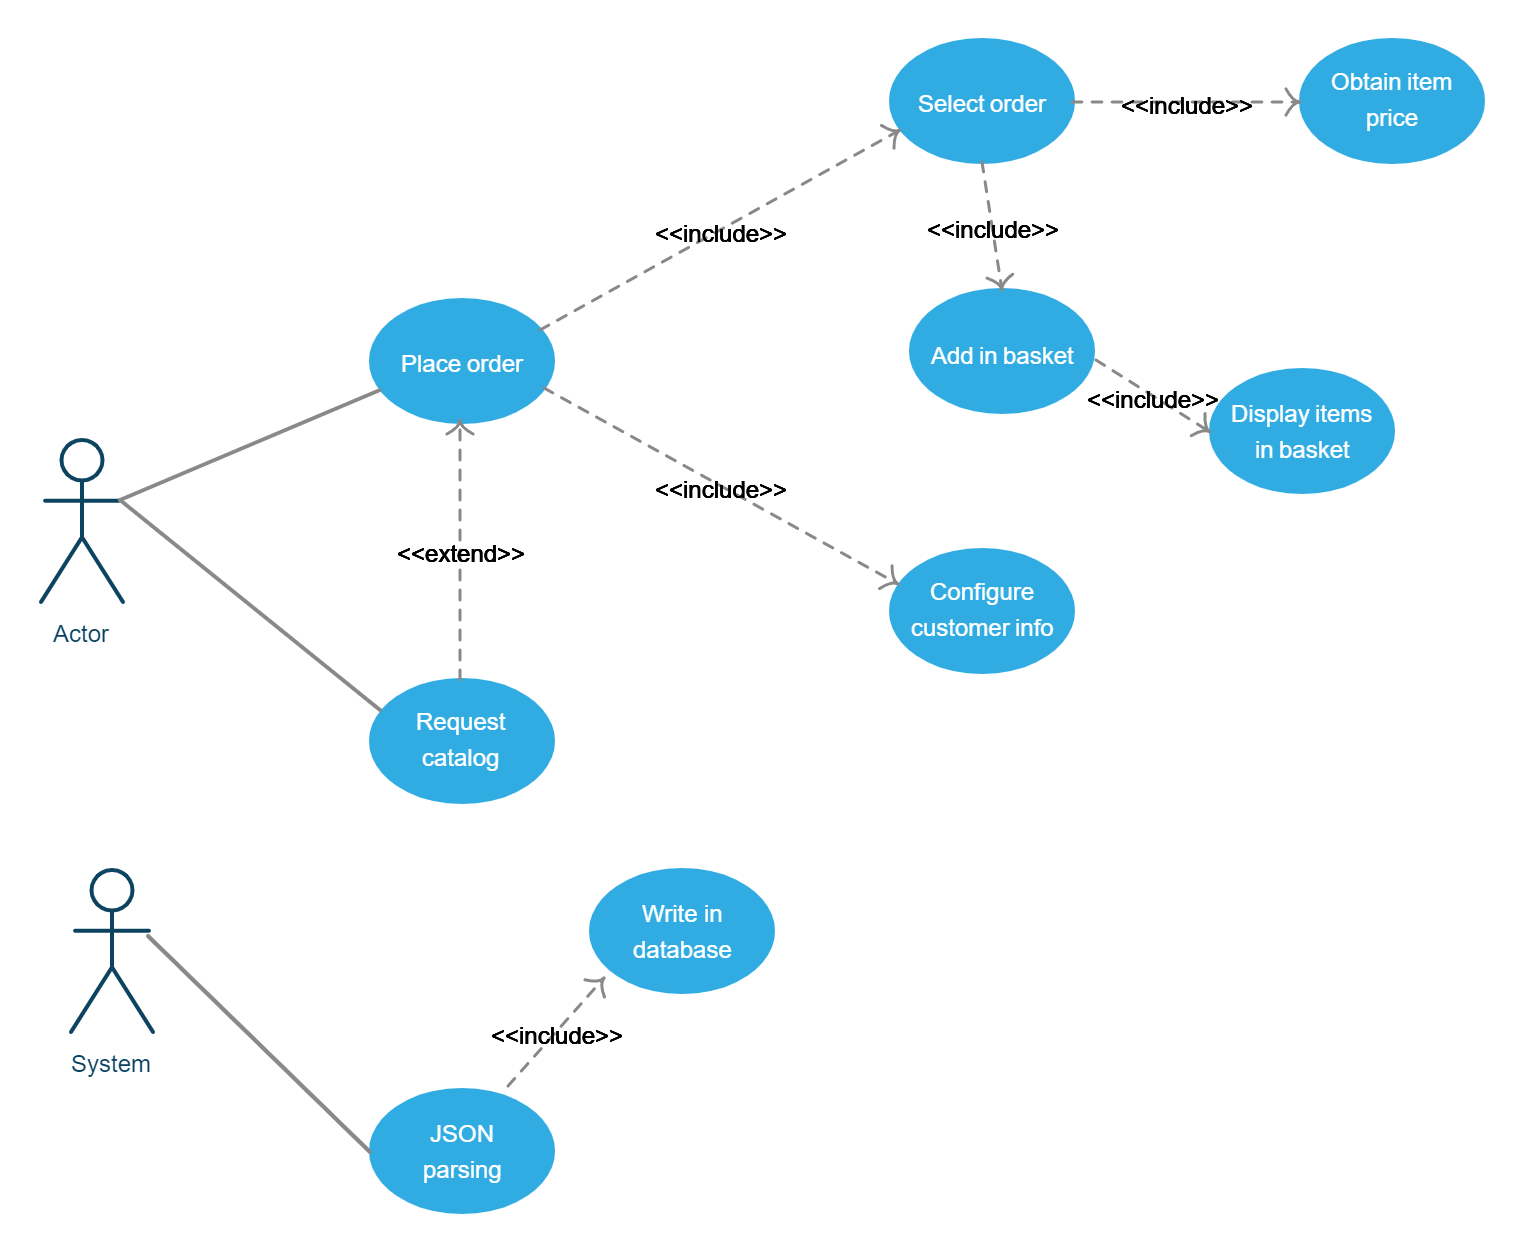 Select order
<<include>>
Obtain item
price
<<include>>
<<include>>
Place order
Add in basket
<<include>>
Display items
in basket
<<include>>
<<extend>>
Configure
customer info
Actor
Request
catalog
Write in
database
<<include>>
System
JSON
parsing